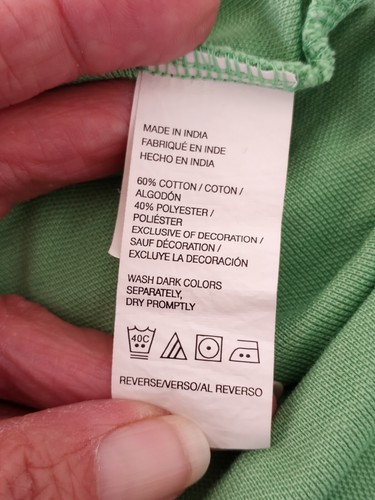 MADE IN INDIA
FABRIQUÉ EN INDE
HECHO EN INDIA
60% COTTON / COTON /
ALGODÓN
40% POLYESTER /
POLIÉSTER
EXCLUSIVE OF DECORATION /
SAUF DÉCORATION /
EXCLUYE LA DECORACIÓN
WASH DARK COLORS
SEPARATELY,
DRY PROMPTLY
40C
REVERSE/VERSO/AL REVERSO